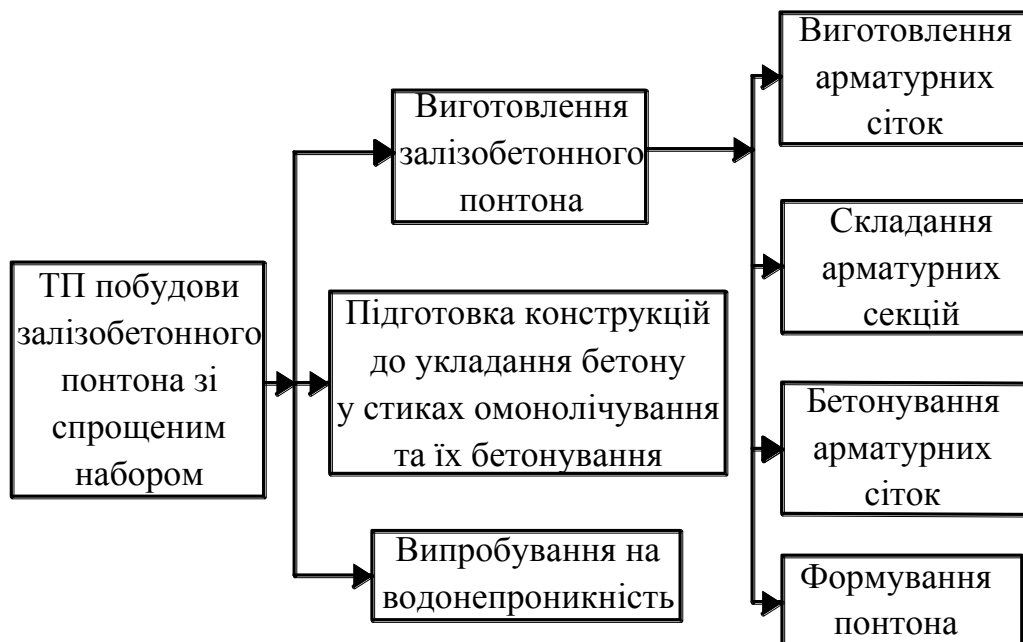 ТП побудови
залізобетонного
понтона зі
спрощеним
набором
Виготовлення
залізобетонного
понтона
Підготовка конструкцій
до укладання бетону
у стиках омонолічування
та їх бетонування
Випробування на
водонепроникність
Виготовлення
арматурних
сіток
Складання
арматурних
секцій
Бетонування
арматурних
сіток
Формування
понтона